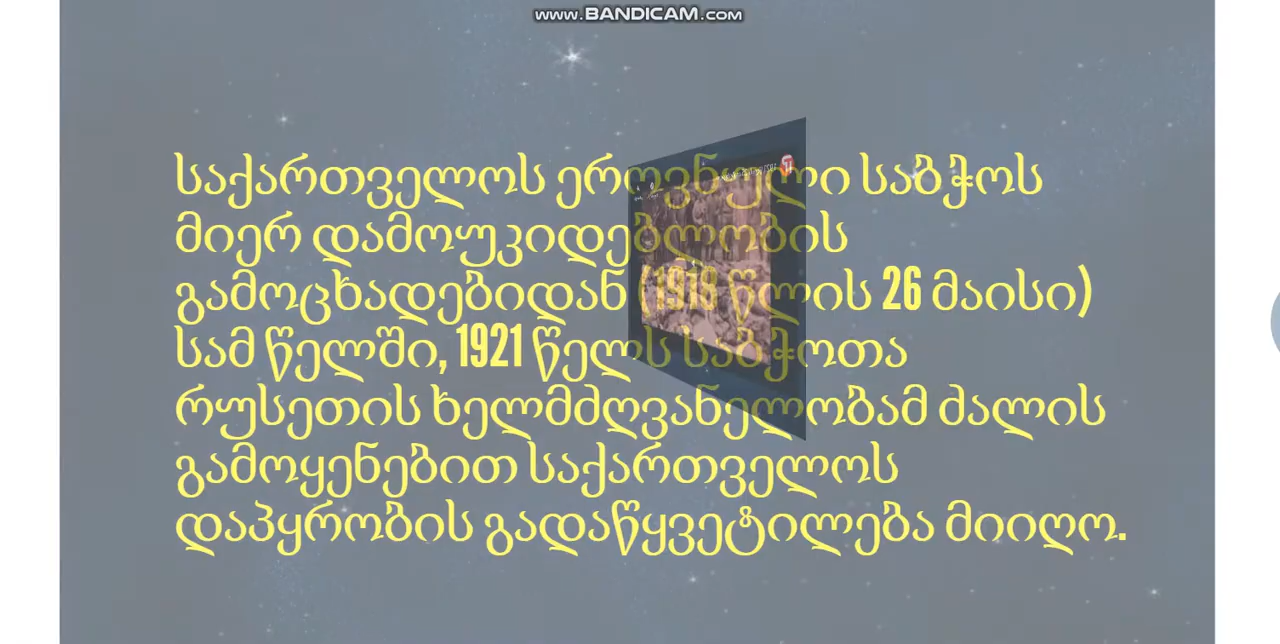 www.BANDICAM.com
საქართველოს ეროვნული საბჭოს
მიერ დამოუკიდებლობის
გამოცხადებიდან (1918 წლის 26 მაისი)
სამ წელში, 1921 წელს საბჭოთა
რუსეთის ხელმძღვანელობამ ძალის
გამოყენებით საქართველოს
დაპყრობის გადაწყვეტილება მიიღო.